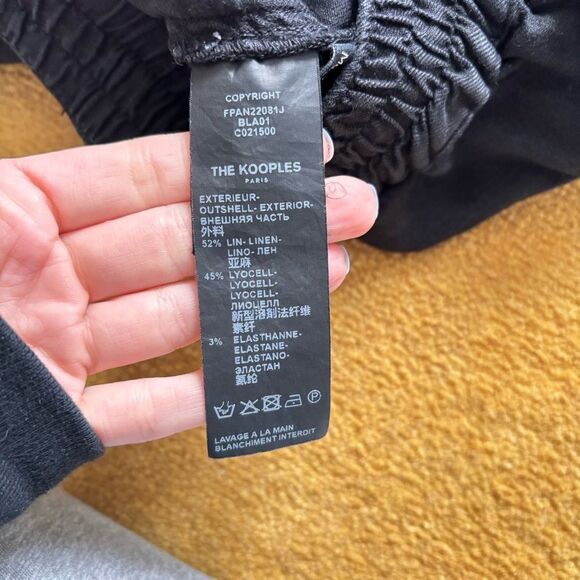 COPYRIGHT
FPAN22081J
BLA01
C021500
THE KOOPLES
PARIS
EXTERIEUR-
OUTSHELL- EXTERIOR-
ВНЕШНЯЯ ЧАСТЬ
外料
52% LIN- LINEN-
LINO- ЛЕН
亚麻
45% LYOCELL-
LYOCELL-
LYOCELL-
ЛИОЦЕЛЛ
新型溶剂法纤维
素纤
3% ELASTHANNE-
ELASTANE-
ELASTANO-
ЭЛАСТАН
氨纶
P
LAVAGE A LA MAIN
BLANCHIMENT INTERDIT